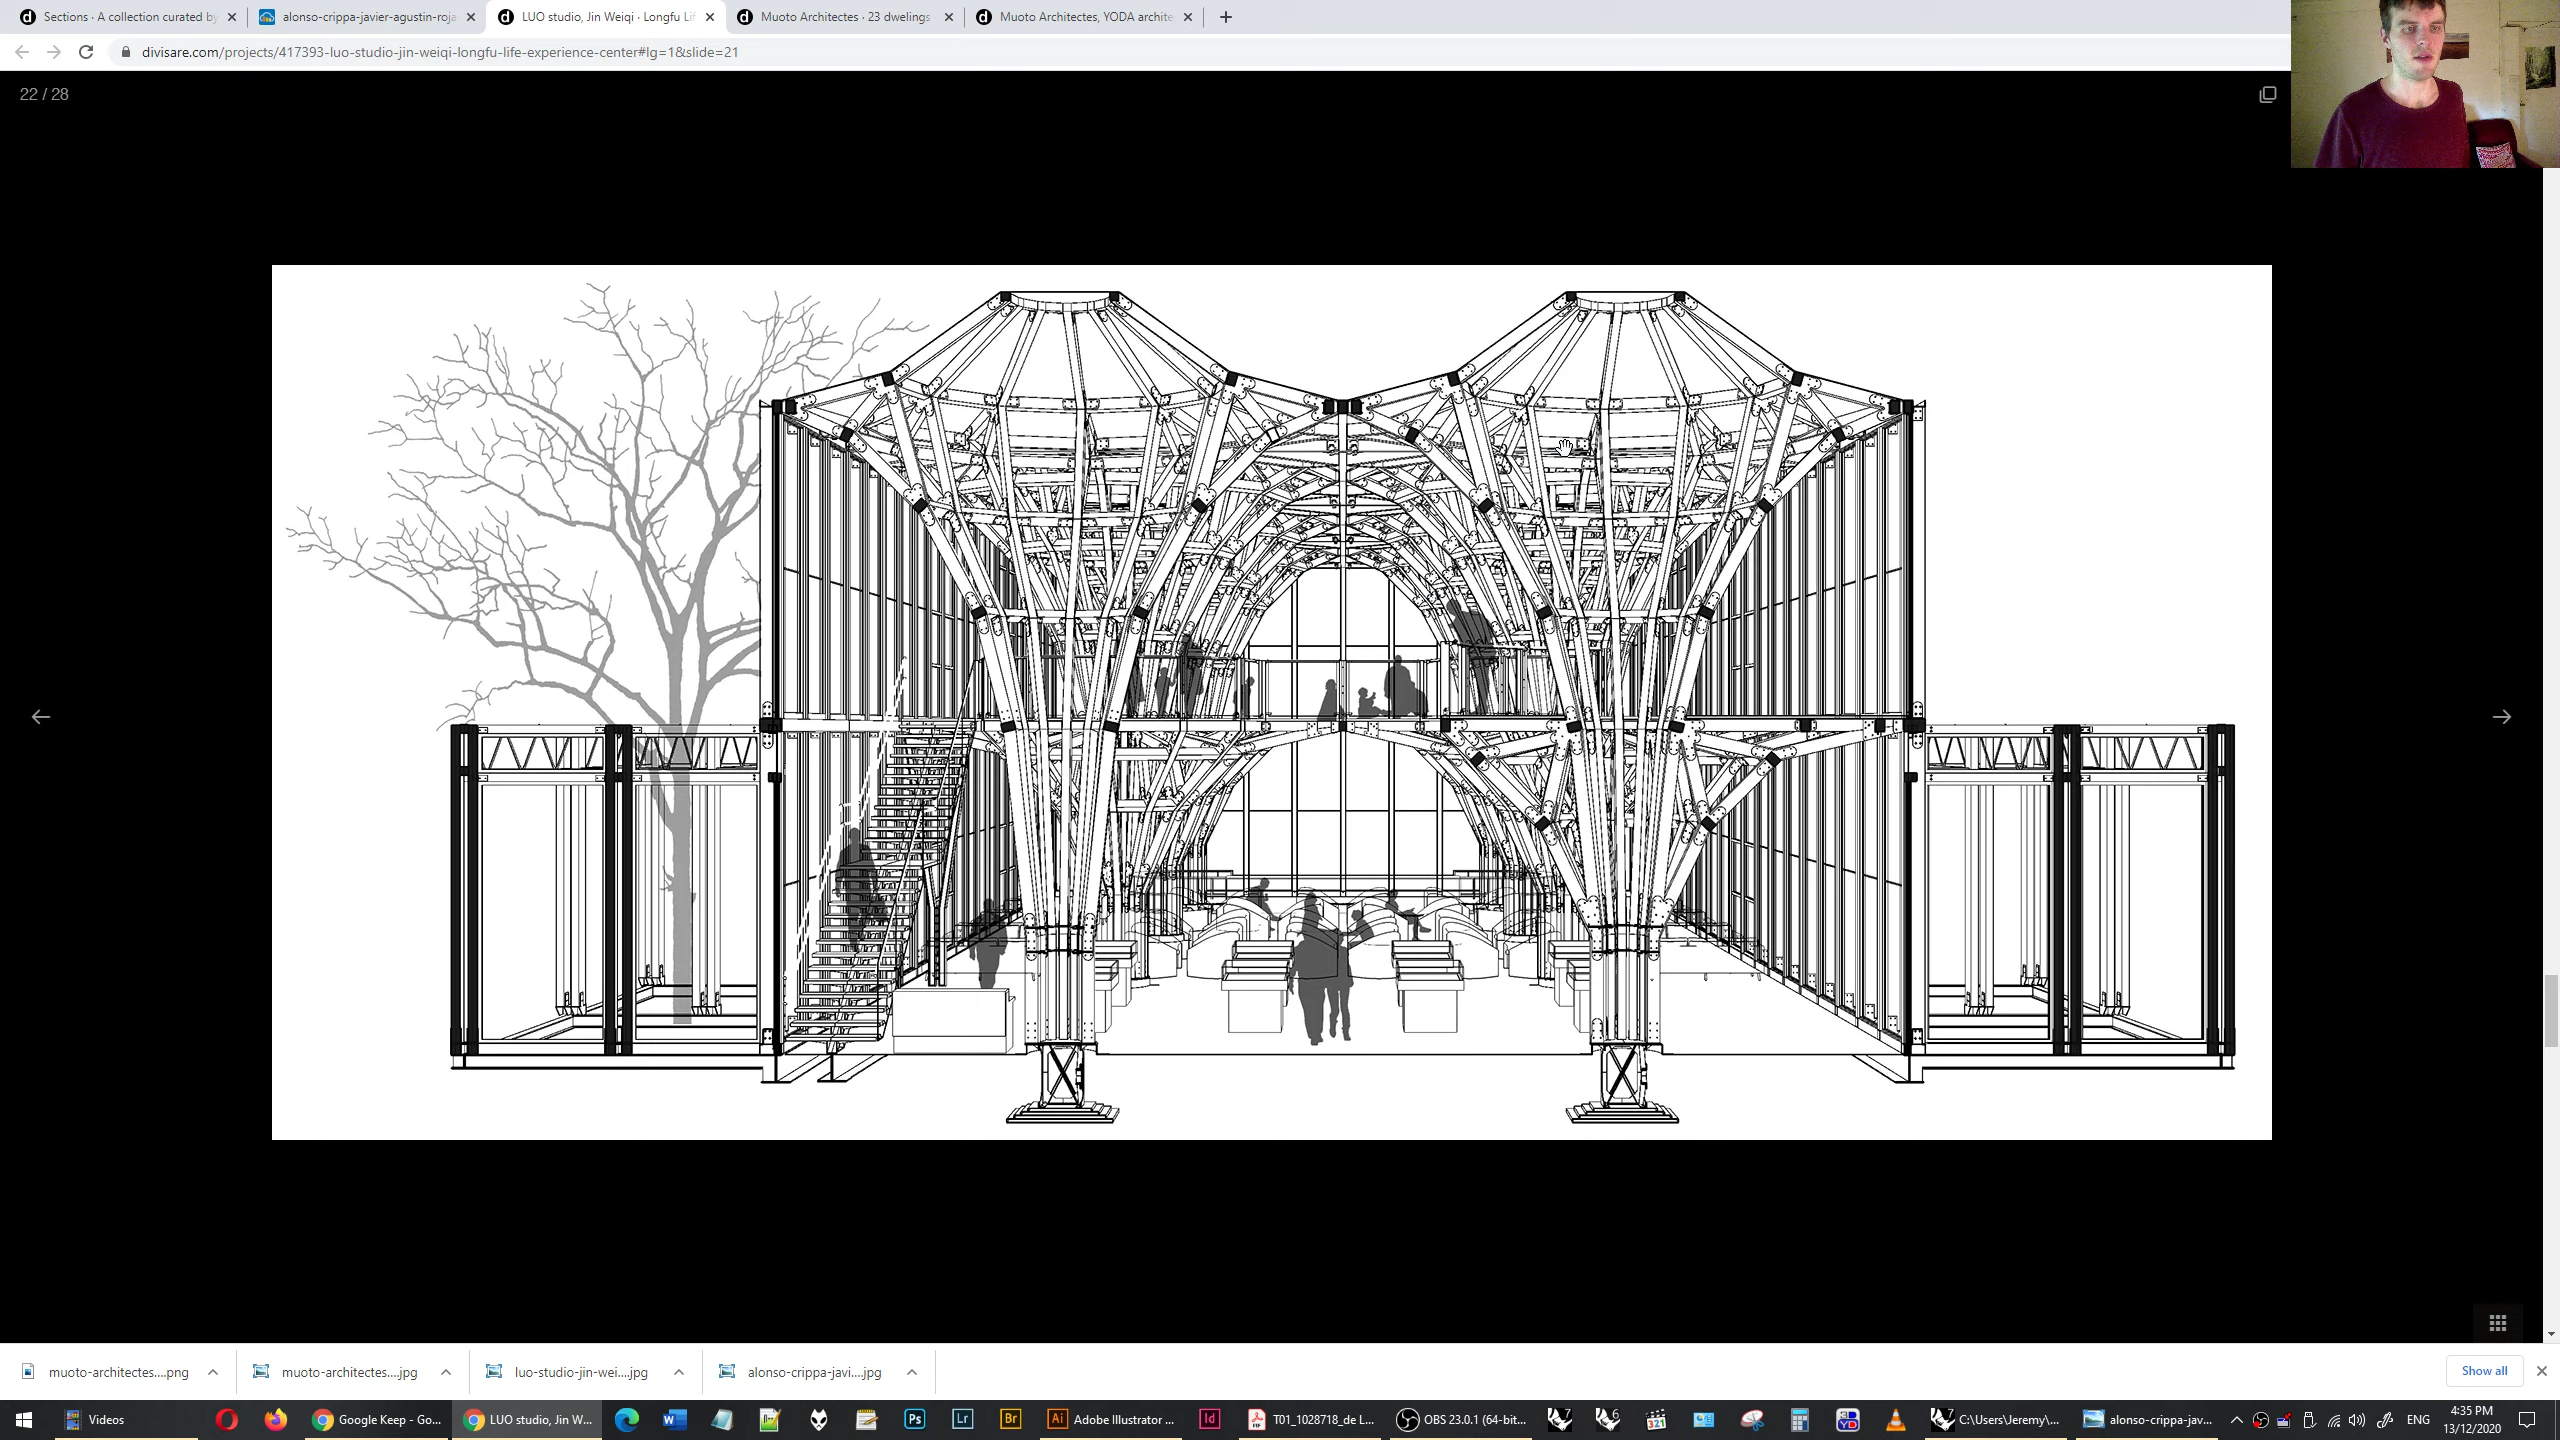 Sections · A collection curated by
alonso-crippa-javier-agustin-roja
LUO studio, Jin Weiqi · Longfu Lif
Muoto Architectes · 23 dwelings
Muoto Architectes, YODA archite
divisare.com/projects/417393-luo-studio-jin-weiqi-longfu-life-experience-center#lg=1&slide=21
22 / 28
muoto-architectes....png
muoto-architectes....jpg
luo-studio-jin-wei....jpg
alonso-crippa-javi....jpg
Show all
Videos
Google Keep - Go...
LUO studio, Jin W...
Adobe Illustrator ...
T01_1028718_de L...
OBS 23.0.1 (64-bit...
C:\Users\Jeremy\...
alonso-crippa-jav...
ENG
4:35 PM
13/12/2020